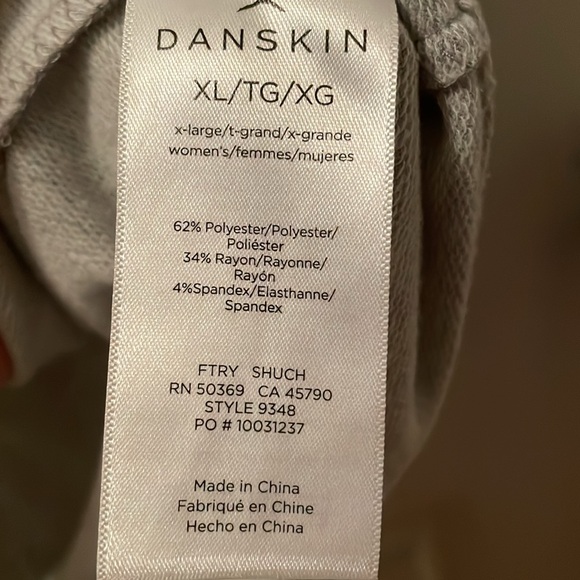 DANSKIN
XL/TG/XG
x-large/t-grand/x-grande
women's/femmes/mujeres
62% Polyester/Polyester/
Poliéster
34% Rayon/Rayonne/
Rayón
4%Spandex/Elasthanne/
Spandex
FTRY SHUCH
RN 50369 CA 45790
STYLE 9348
PO # 10031237
Made in China
Fabriqué en Chine
Hecho en China